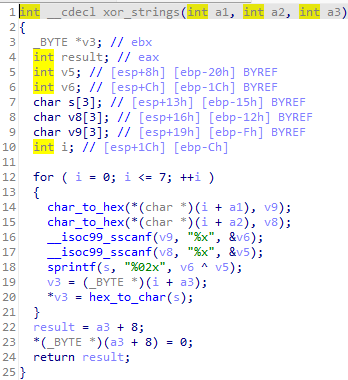 1 int __cdecl xor_strings(int a1, int a2, int a3)
2 {
3 _BYTE *v3; // ebx
4 int result; // eax
5 int v5; // [esp+8h] [ebp-20h] BYREF
6 int v6; // [esp+Ch] [ebp-1Ch] BYREF
7 char s[3]; // [esp+13h] [ebp-15h] BYREF
8 char v8[3]; // [esp+16h] [ebp-12h] BYREF
9 char v9[3]; // [esp+19h] [ebp-Fh] BYREF
10 int i; // [esp+1Ch] [ebp-Ch]
11
12 for ( i = 0; i <= 7; ++i )
13 {
14 char_to_hex(*(char *)(i + a1), v9);
15 char_to_hex(*(char *)(i + a2), v8);
16 __isoc99_sscanf(v9, "%x", &v6);
17 __isoc99_sscanf(v8, "%x", &v5);
18 sprintf(s, "%02x", v6 ^ v5);
19 v3 = (_BYTE *)(i + a3);
20 *v3 = hex_to_char(s);
21 }
22 result = a3 + 8;
23 *(_BYTE *)(a3 + 8) = 0;
24 return result;
25 }